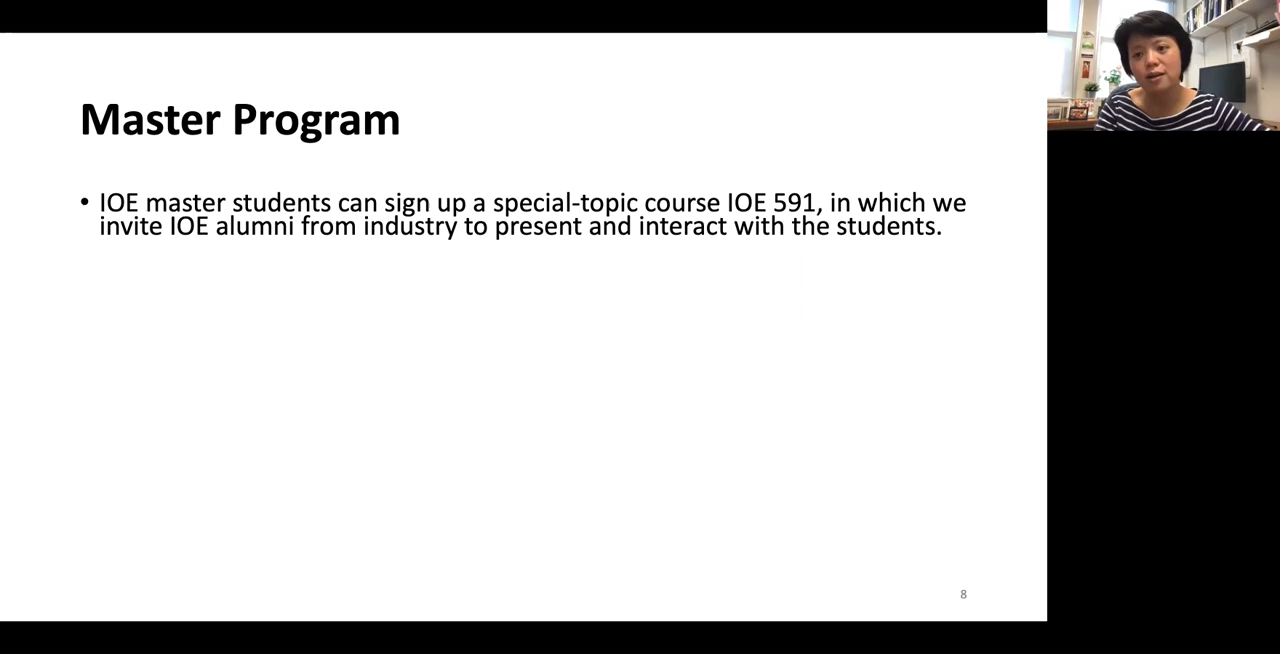 Master Program
• IOE master students can sign up a special-topic course IOE 591, in which we
invite IOE alumni from industry to present and interact with the students.
8